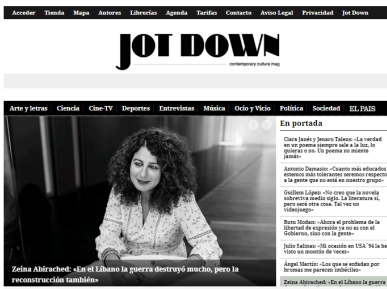 Acceder Tienda Mapa Autores Librerías Agenda Tarifas Contacto Aviso Legal Privacidad Jot Down
JOT DOWN
contemporary culture mag
Arte y letras Ciencia Cine-TV Deportes Entrevistas Música Ocio y Vicio Política Sociedad EL PAIS
En portada
Clara Janés y Jenaro Talens: «La verdad
en un poema siempre sale a la luz, lo
quieras o no. Un poema no miente
jamás»
Antonio Damasio: «Cuanto más educados
estemos más tolerantes seremos respecto
a la gente que no está en nuestro grupo»
Guillem López: «No creo que la novela
sobreviva medio siglo. La literatura sí,
pero será otra cosa. Tal vez un
videojuego»
Rutu Modan: «Ahora el problema de la
libertad de expresión ya no es con el
Gobierno, sino con la gente»
Julio Salinas: «Mi ocasión en USA '94 la he
visto un montón de veces»
Ángel Martín: «Los que se enfadan por
bromas me parecen imbéciles»
Zeina Abirached: «En el Líbano la guerra
Zeina Abirached: «En el Líbano la guerra destruyó mucho, pero la
reconstrucción también»